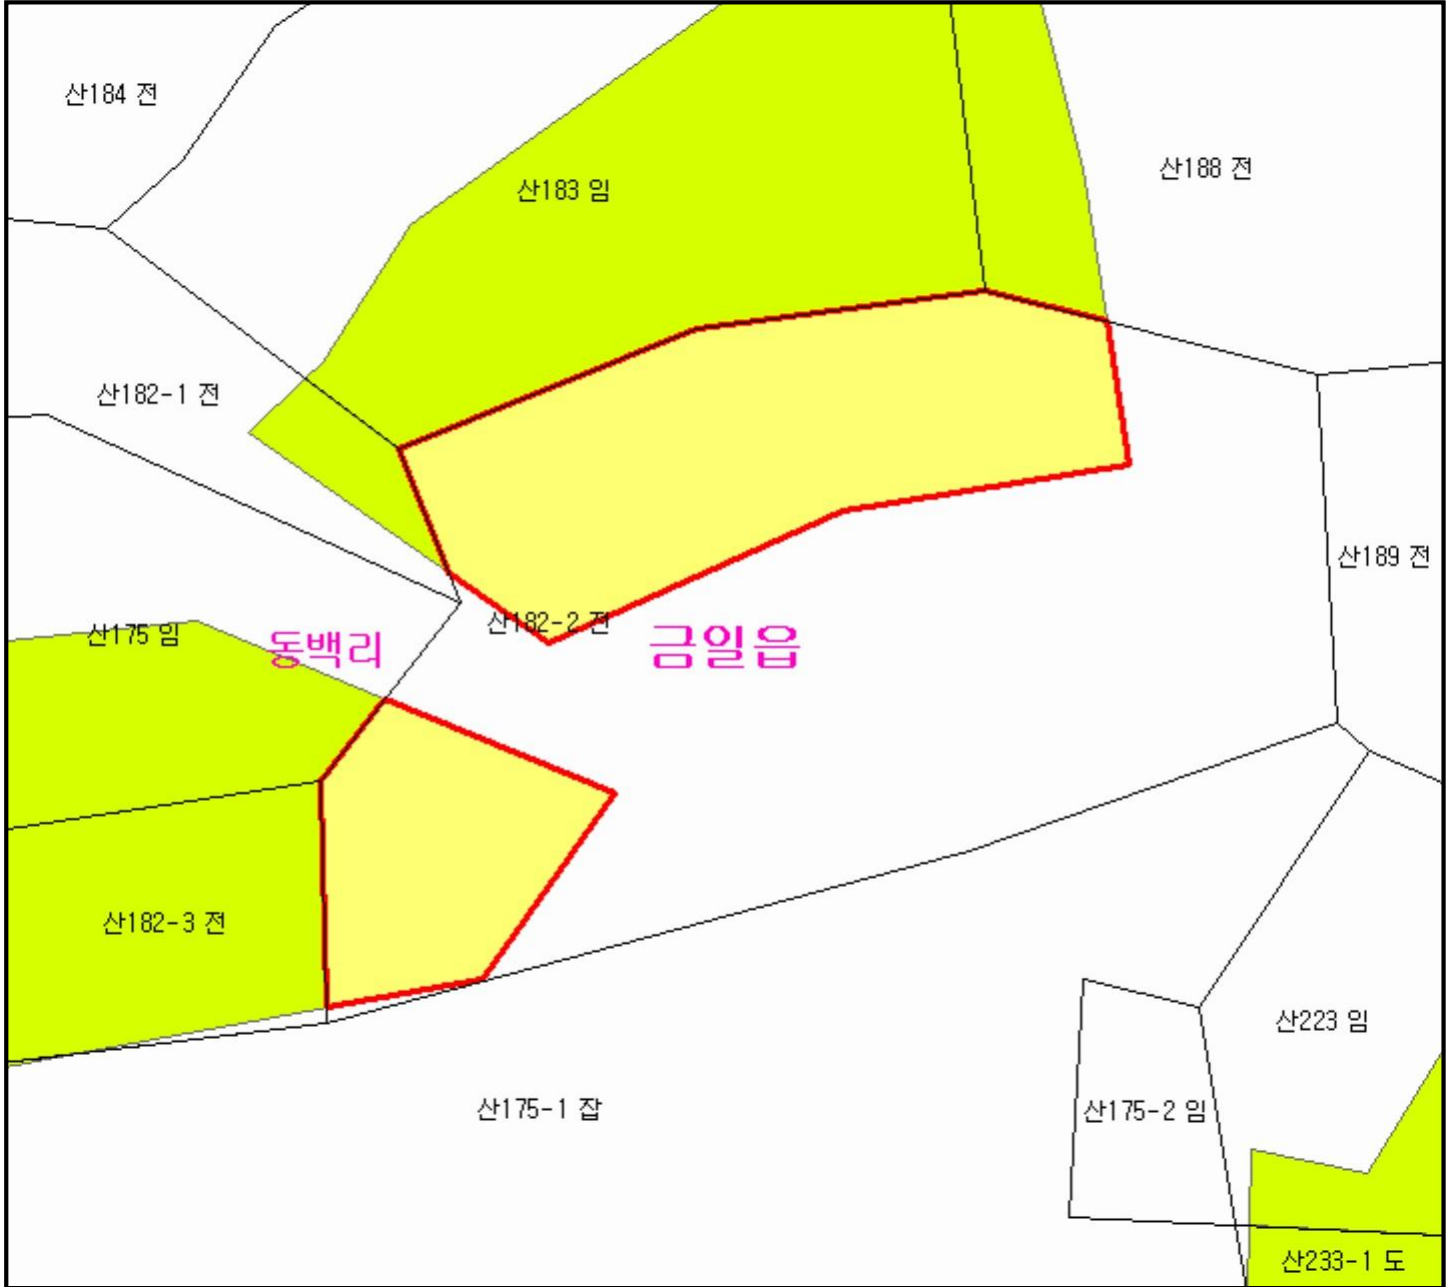 산184 전
산188 전
산183 임
산182-1 전
산189 전
산182-2 전
산175 임
동백리
금일읍
산182-3 전
산223 임
산175-1 잡
산175-2 임
산233-1 도